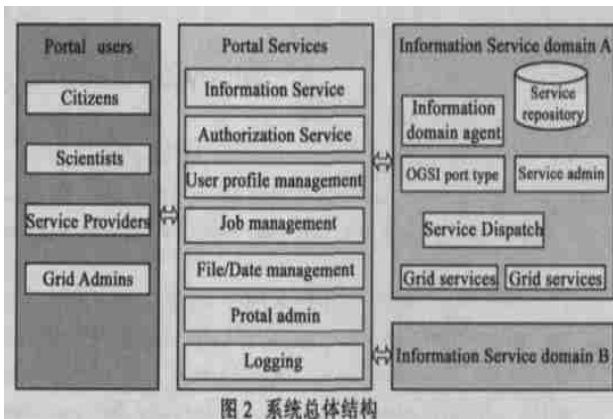 Portal users
Citizens
Scientists
Service Providers
Grid Admins
Portal Services
Information Service
Authorization Service
User profile management
Job management
File/Date management
Protal admin
Logging
Information Service domain A
Service
repository
Information
domain agent
OGSI port type
Service admin
Service Dispatch
Grid services
Grid services
Information Service domain B
图 2 系统总体结构